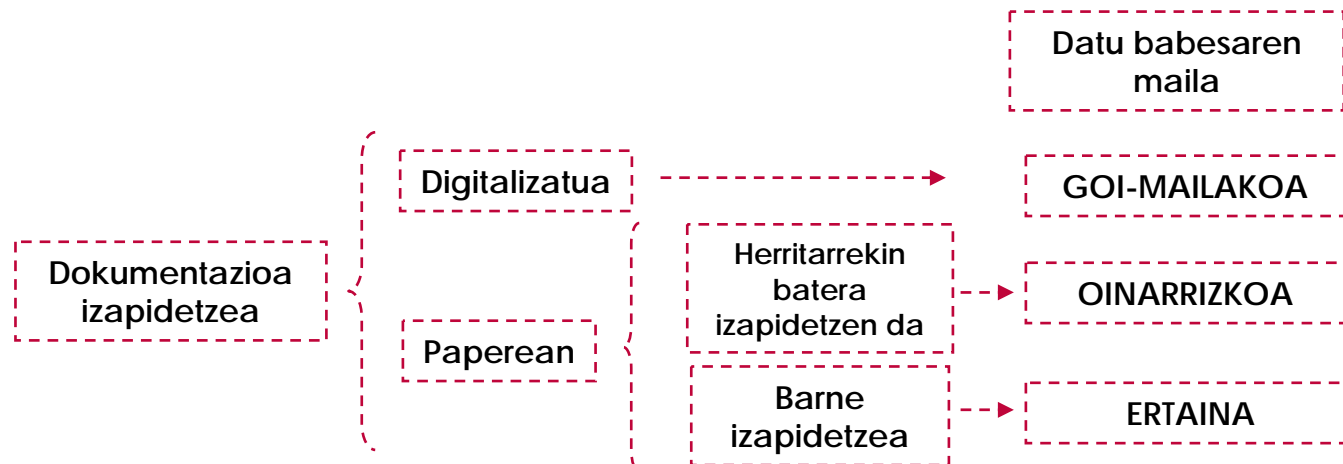 Datu babesaren
maila
Digitalizatua
GOI-MAILAKOA
Dokumentazioa
izapidetzea
Paperean
Herritarrekin
batera
izapidetzen da
OINARRIZKOA
Barne
izapidetzea
ERTAINA